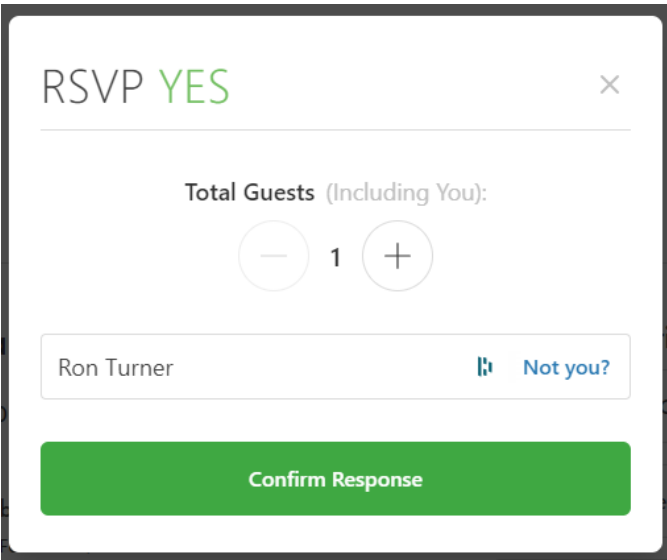 RSVP YES
Total Guests (Including You):
1
Ron Turner Not you?
Confirm Response